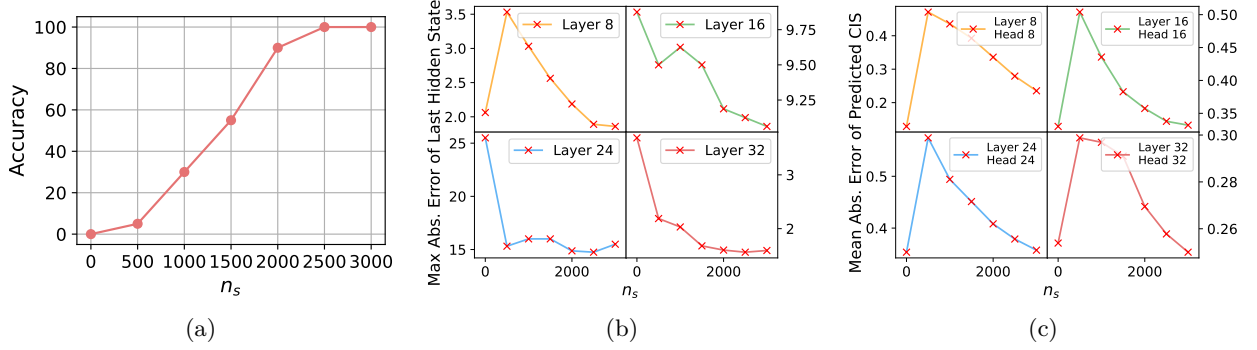 100
80
60
40
20
0
Accuracy
0 500 1000 1500 2000 2500 3000
n_s
(a)
Max Abs. Error of Last Hidden State
3.5
3.0
2.5
2.0
Layer 8
Layer 16
9.75
9.50
9.25
25
20
15
Layer 24
Layer 32
3
2
0 2000 2000
n_s
(b)
Mean Abs. Error of Predicted CIS
0.4
0.3
0.2
Layer 8
Head 8
Layer 16
Head 16
0.50
0.45
0.40
0.35
0.5
0.4
Layer 24
Head 24
Layer 32
Head 32
0.30
0.28
0.26
0 2000 2000
n_s
(c)